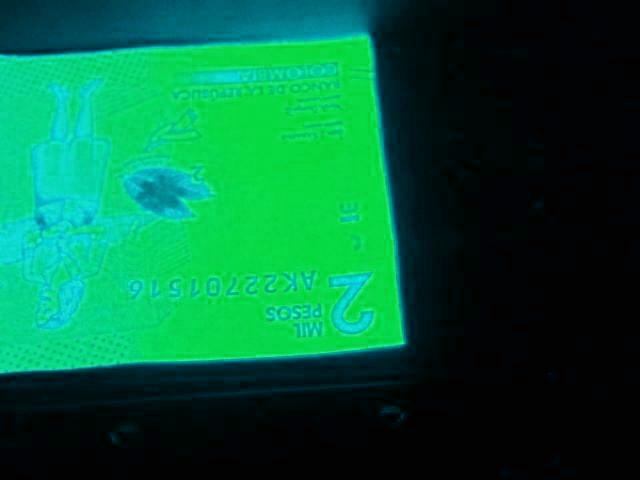 COLOMBIA
BANCO DE LA REPÚBLICA
AK22701516
2
MIL
PESOS